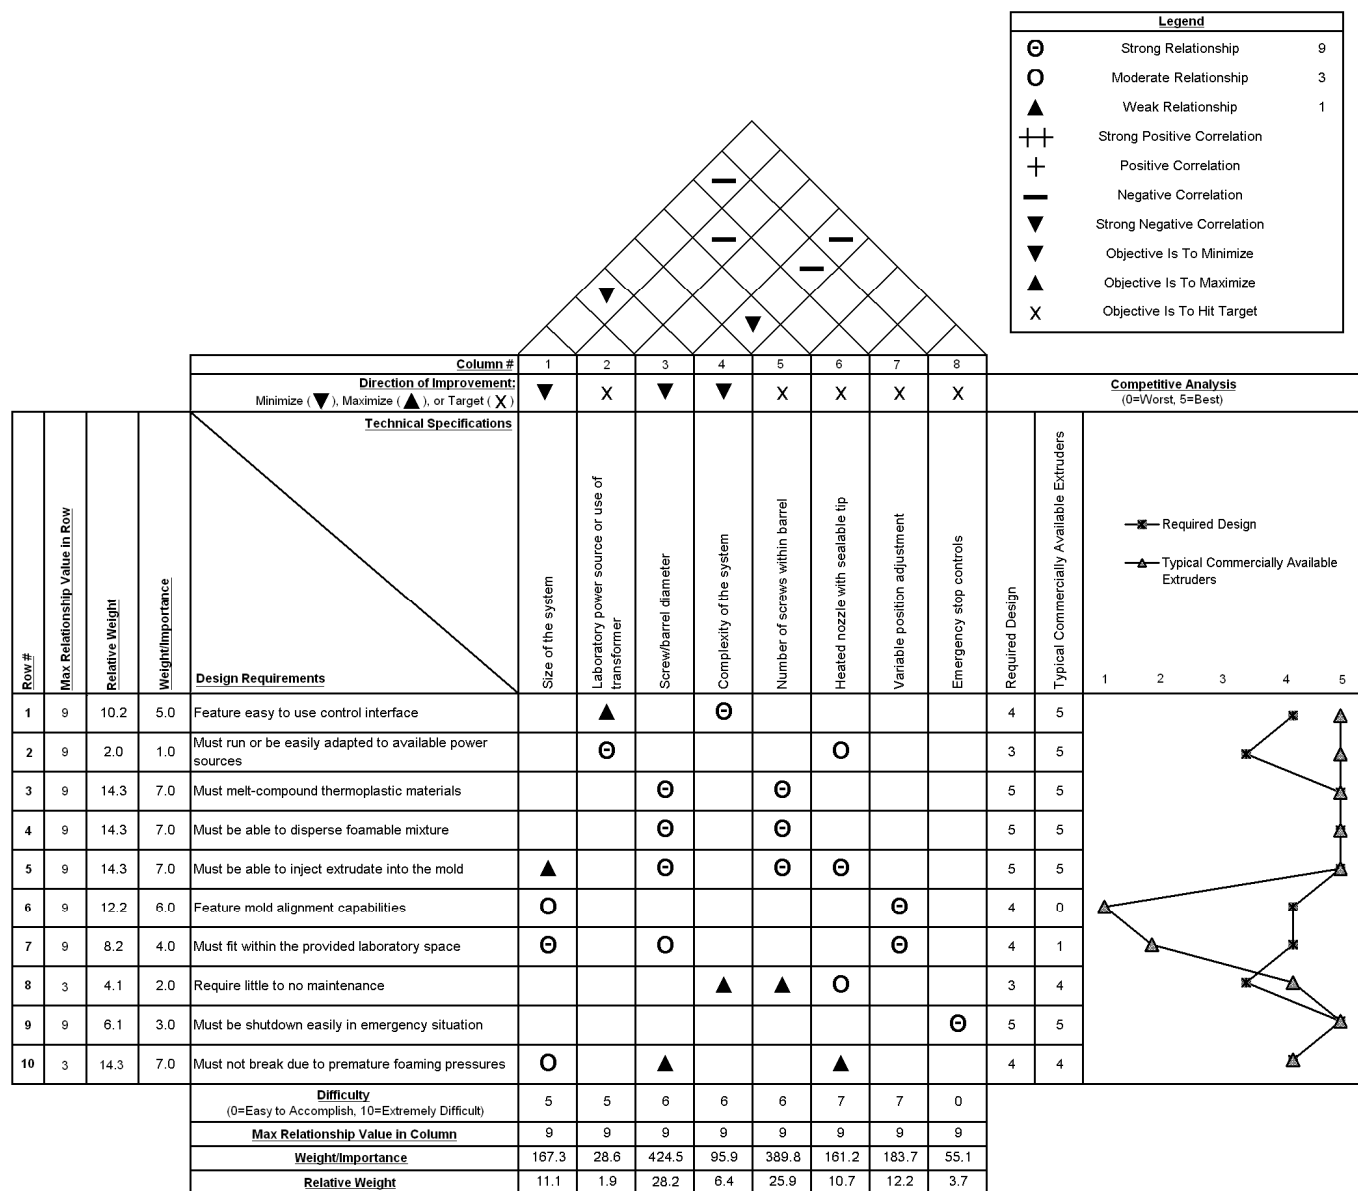 Legend
Θ Strong Relationship 9
Ο Moderate Relationship 3
▲ Weak Relationship 1
Strong Positive Correlation
Positive Correlation
Negative Correlation
▼ Strong Negative Correlation
▼ Objective Is To Minimize
▲ Objective Is To Maximize
X Objective Is To Hit Target
Column # 1 2 3 4 5 6 7 8
Direction of Improvement:
Minimize (▼), Maximize (▲), or Target (X)
▼ X ▼ ▼ X X X X
Competitive Analysis
(0=Worst, 5=Best)
Technical Specifications
Row #
Max Relationship Value in Row
Relative Weight
Weight/Importance
Design Requirements
Size of the system
Laboratory power source or use of
transformer
Screw/barrel diameter
Complexity of the system
Number of screws within barrel
Heated nozzle with sealable tip
Variable position adjustment
Emergency stop controls
Required Design
Typical Commercially Available Extruders
Required Design
Typical Commercially Available
Extruders
1 2 3 4 5
1 9 10.2 5.0 Feature easy to use control interface ▲ Θ 4 5
2 9 2.0 1.0 Must run or be easily adapted to available power
sources Θ Ο 3 5
3 9 14.3 7.0 Must melt-compound thermoplastic materials Θ Θ 5 5
4 9 14.3 7.0 Must be able to disperse foamable mixture Θ Θ 5 5
5 9 14.3 7.0 Must be able to inject extrudate into the mold ▲ Θ Θ Θ 5 5
6 9 12.2 6.0 Feature mold alignment capabilities Ο Θ 4 0
7 9 8.2 4.0 Must fit within the provided laboratory space Θ Ο Θ 4 1
8 3 4.1 2.0 Require little to no maintenance ▲ ▲ Ο 3 4
9 9 6.1 3.0 Must be shutdown easily in emergency situation Θ 5 5
10 3 14.3 7.0 Must not break due to premature foaming pressures Ο ▲ ▲ 4 4
Difficulty
(0=Easy to Accomplish, 10=Extremely Difficult)
5 5 6 6 6 7 7 0
Max Relationship Value in Column 9 9 9 9 9 9 9 9
Weight/Importance 167.3 28.6 424.5 95.9 389.8 161.2 183.7 55.1
Relative Weight 11.1 1.9 28.2 6.4 25.9 10.7 12.2 3.7